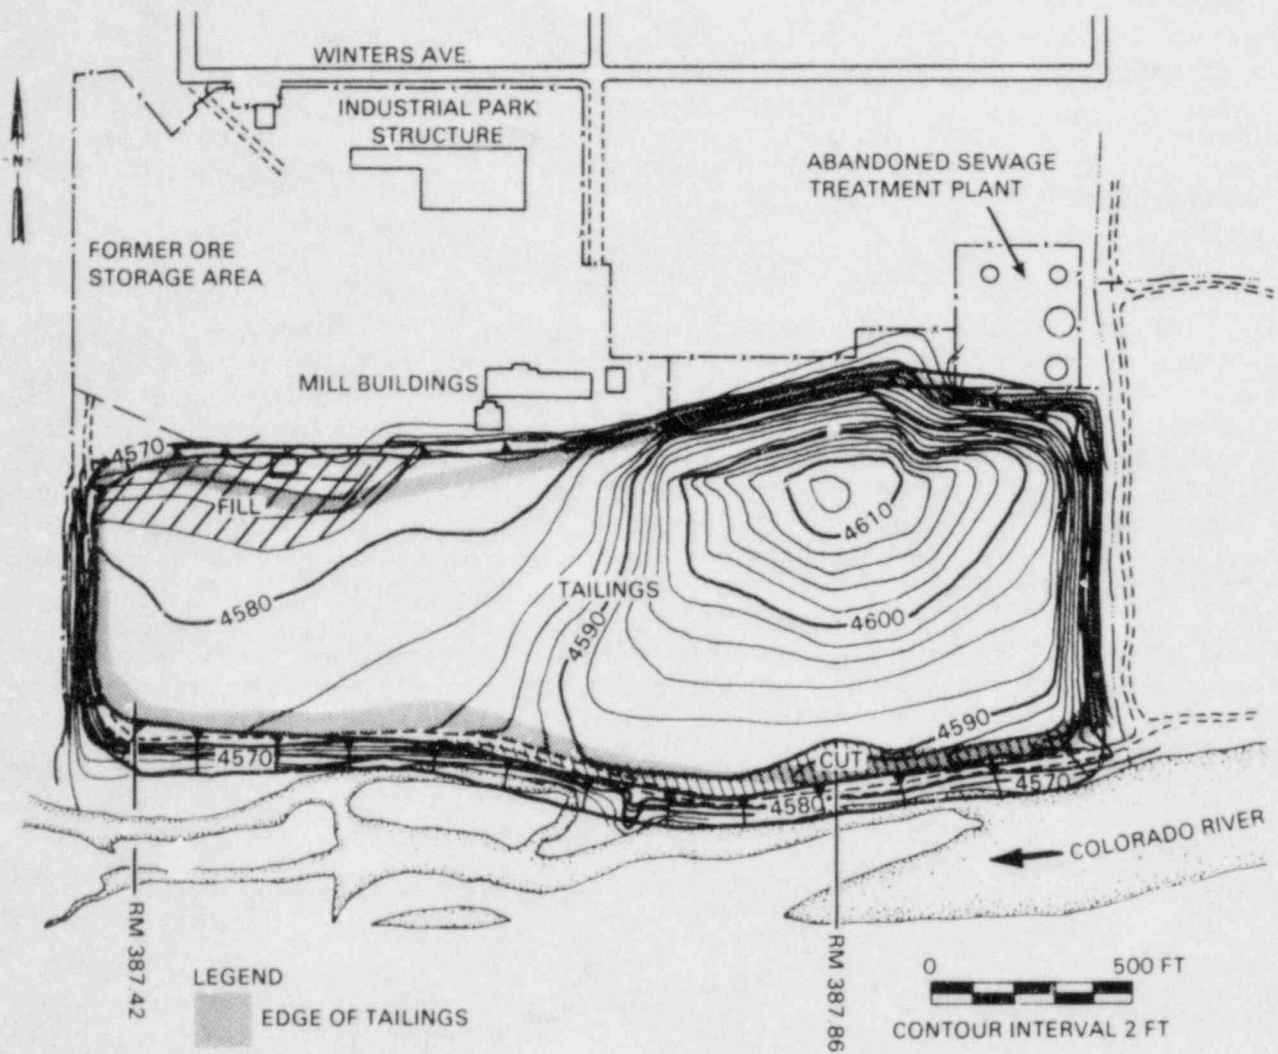 WINTERS AVE.
INDUSTRIAL PARK
STRUCTURE
N
ABANDONED SEWAGE
TREATMENT PLANT
FORMER ORE
STORAGE AREA
MILL BUILDINGS
4570
FILL
4610
TAILINGS
4580
4590
4600
4590
4570
CUT
4580
4570
COLORADO RIVER
RM 387.42
RM 387.86
LEGEND
EDGE OF TAILINGS
0 500 FT
CONTOUR INTERVAL 2 FT